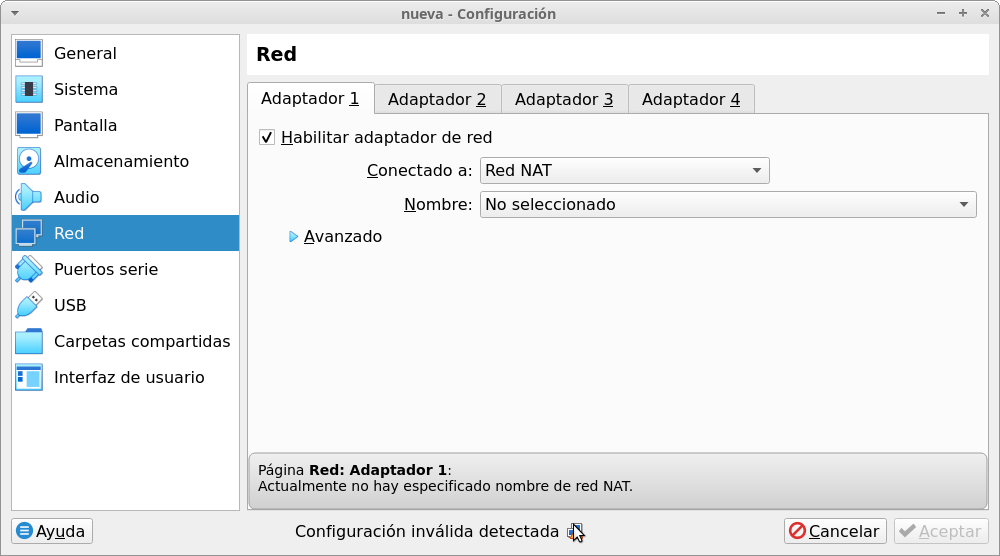 nueva - Configuración
General
Sistema
Pantalla
Almacenamiento
Audio
Red
Puertos serie
USB
Carpetas compartidas
Interfaz de usuario
Red
Adaptador 1 Adaptador 2 Adaptador 3 Adaptador 4
Habilitar adaptador de red
Conectado a: Red NAT
Nombre: No seleccionado
Avanzado
Página Red: Adaptador 1:
Actualmente no hay especificado nombre de red NAT.
Ayuda Configuración inválida detectada Cancelar Aceptar